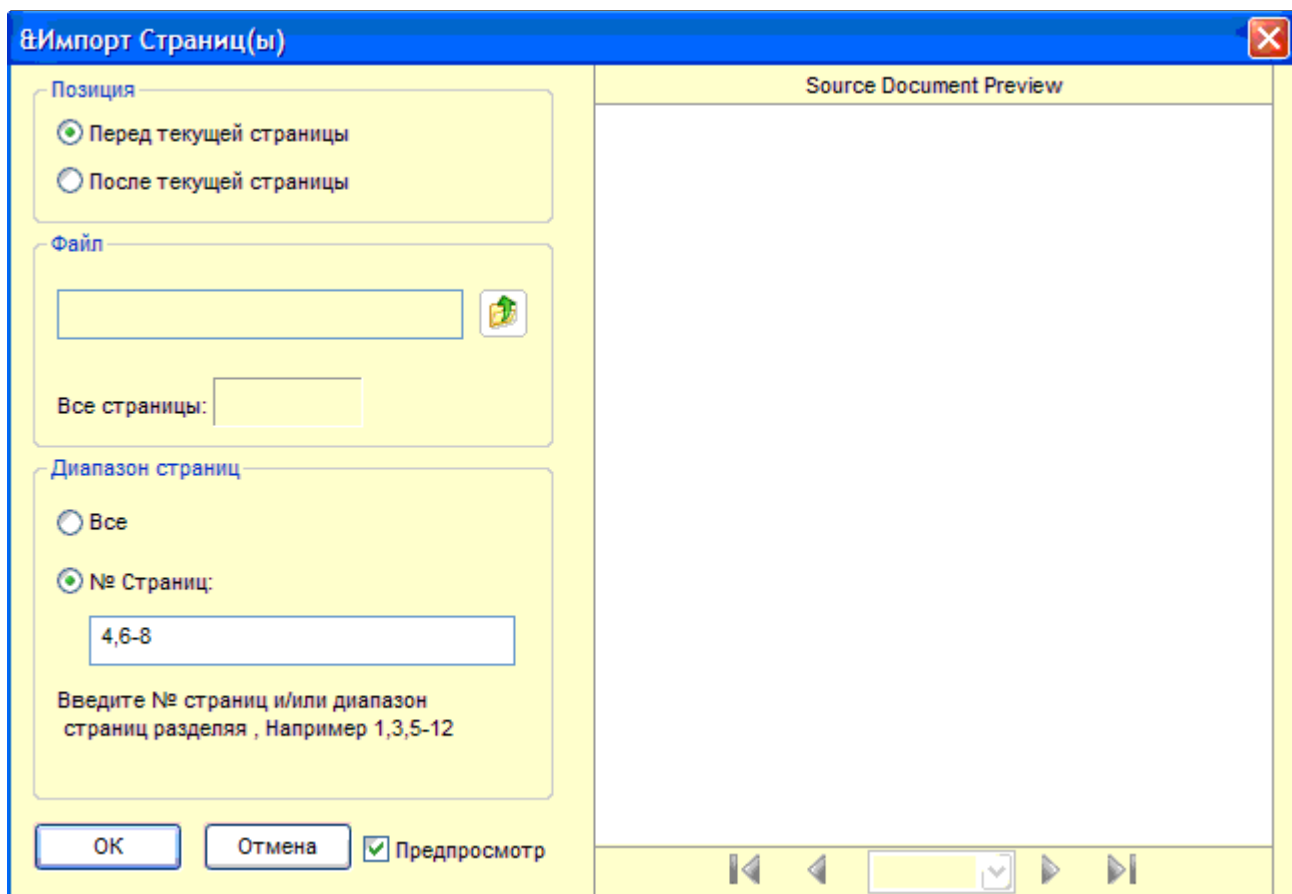 &Импорт Страниц(ы)
Позиция
Перед текущей страницы
После текущей страницы
Файл
Все страницы:
Диапазон страниц
Все
№ Страниц:
4,6-8
Введите № страниц и/или диапазон
страниц разделяя , Например 1,3,5-12
ОК
Отмена
Предпросмотр
Source Document Preview